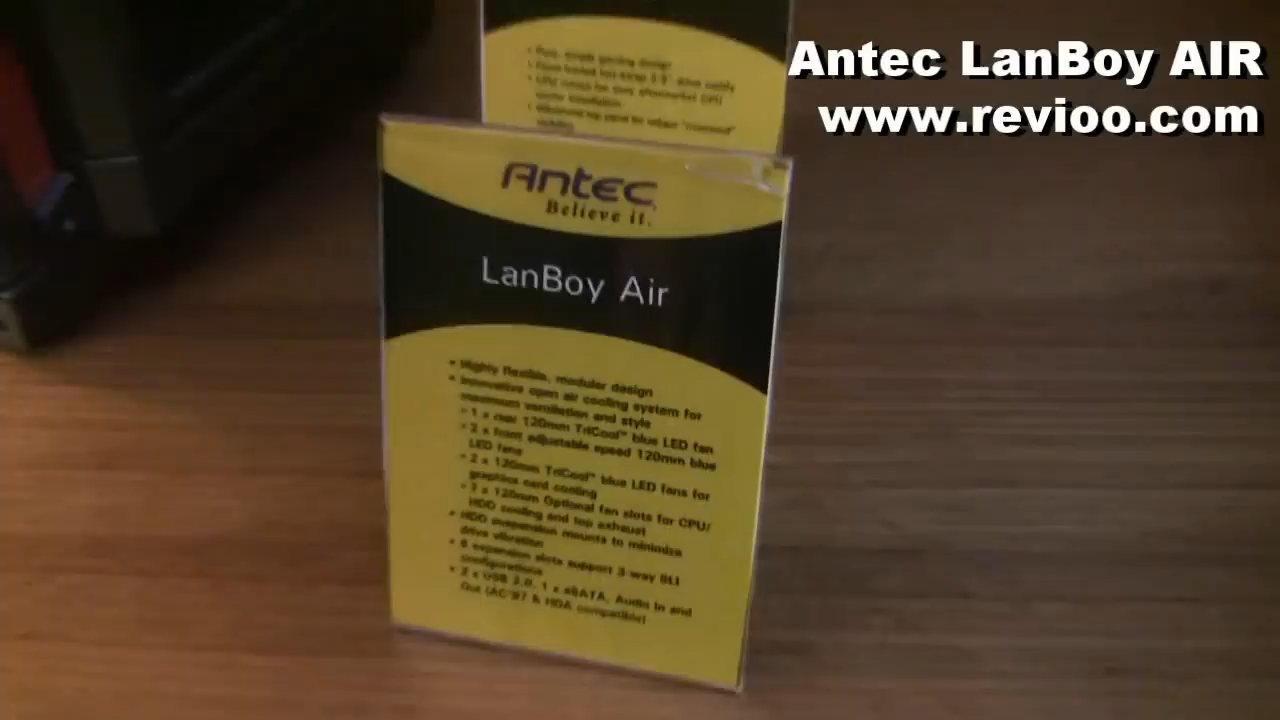 Antec LanBoy AIR
www.revioo.com
cooler installation
Antec
Believe it.
LanBoy Air
• Highly flexible, modular design
• Innovative open air cooling system for
maximum ventilation and style
- 1 x rear 120mm TriCool™ blue LED fan
- 2 x front adjustable speed 120mm blue
LED fans
- 2 x 120mm TriCool™ blue LED fans for
graphics card cooling
- 7 x 120mm Optional fan slots for CPU/
HDD cooling and top exhaust
• HDD suspension mounts to minimize
drive vibration
• 8 expansion slots support 3-way SLI
configurations
• 2 x USB 3.0, 1 x eSATA, Audio In and
Out (AC'97 & HDA compatible)